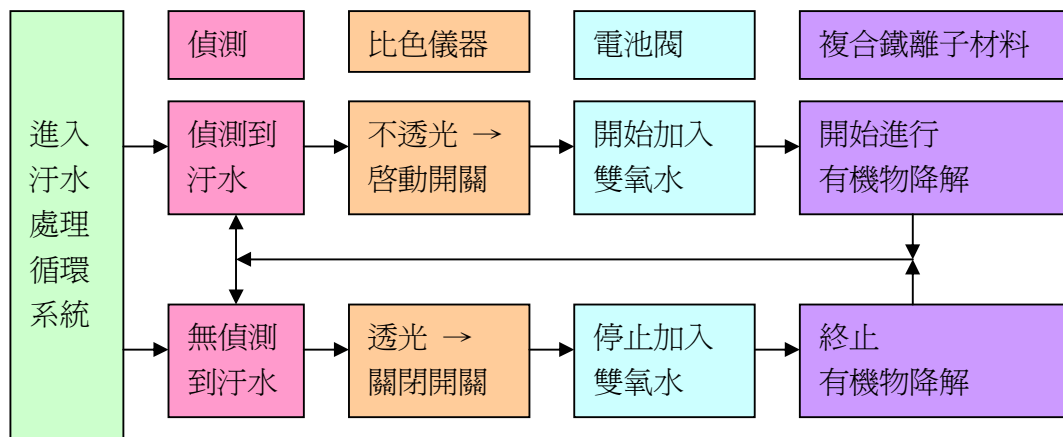 偵測
比色儀器
電池閥
複合鐵離子材料
進入
汙水
處理
循環
系統
偵測到
汙水
不透光 →
啓動開關
開始加入
雙氧水
開始進行
有機物降解
無偵測
到汙水
透光 →
關閉開關
停止加入
雙氧水
終止
有機物降解